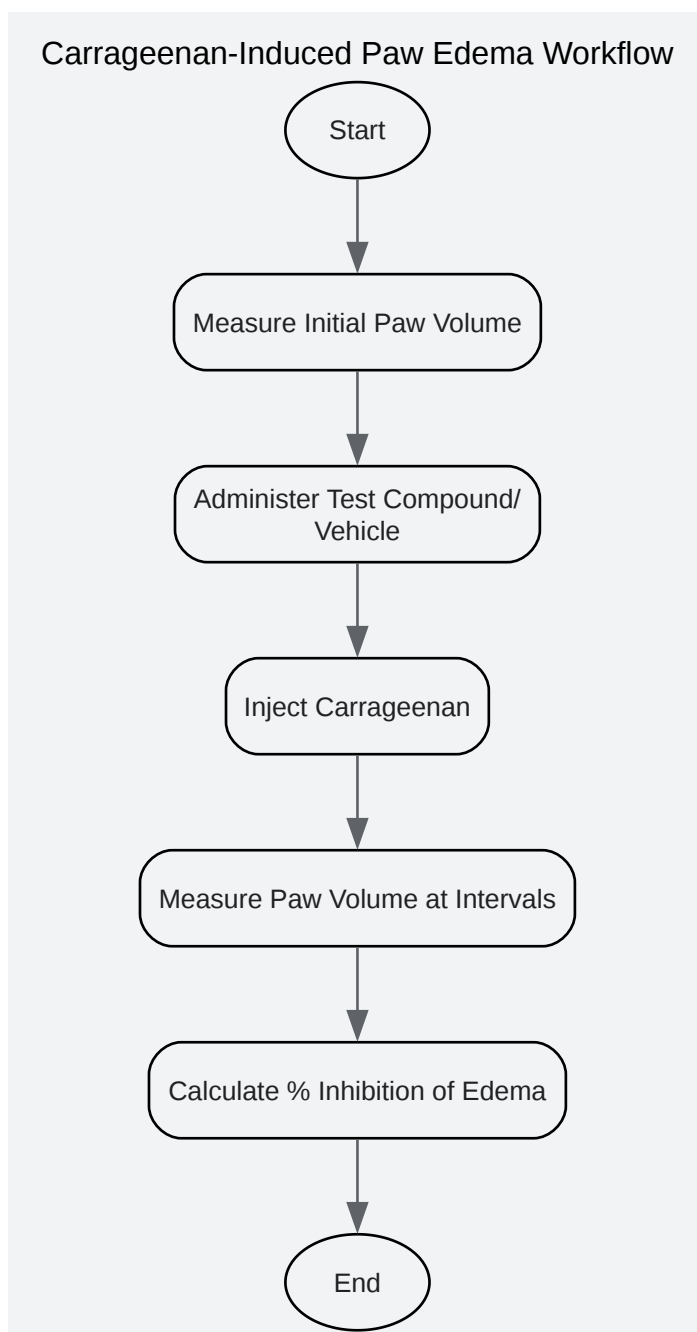 Carrageenan-Induced Paw Edema Workflow
Start
Measure Initial Paw Volume
Administer Test Compound/
Vehicle
Inject Carrageenan
Measure Paw Volume at Intervals
Calculate % Inhibition of Edema
End